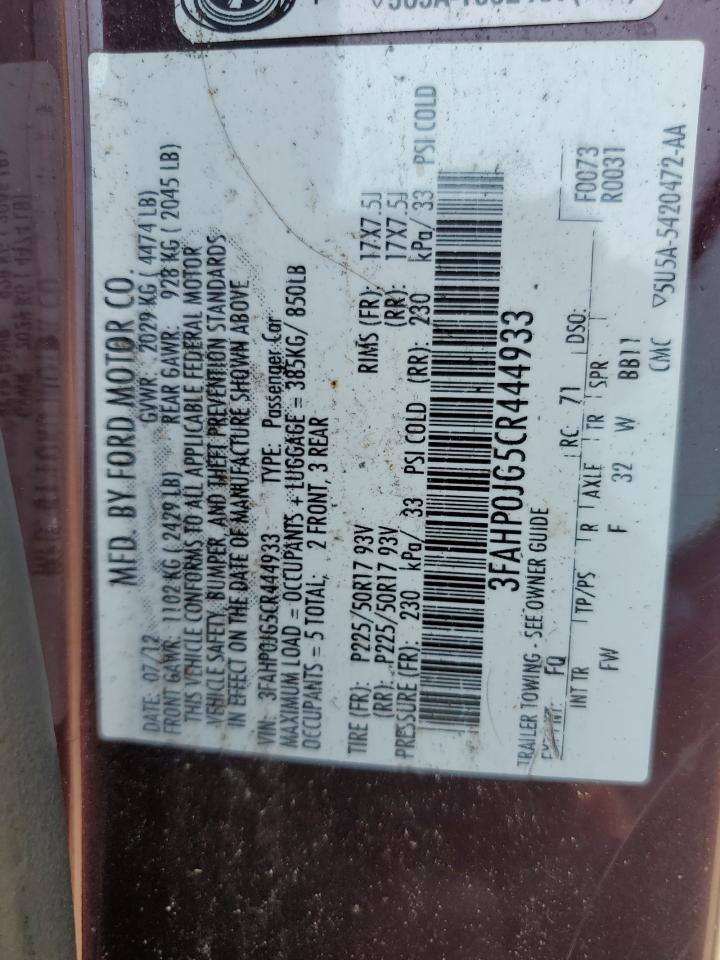 MFD. BY FORD MOTOR CO.
DATE: 07/12 GVWR: 2029 KG ( 4474 LB)
FRONT GAWR: 1102 KG ( 2429 LB) REAR GAWR: 928 KG ( 2045 LB)
THIS VEHICLE CONFORMS TO ALL APPLICABLE FEDERAL MOTOR
VEHICLE SAFETY, BUMPER, AND THEFT PREVENTION STANDARDS
IN EFFECT ON THE DATE OF MANUFACTURE SHOWN ABOVE
VIN: 3FAHP0JG5CR444933 TYPE: Passenger Car
MAXIMUM LOAD = OCCUPANTS + LUGGAGE = 385KG/ 850LB
OCCUPANTS = 5 TOTAL, 2 FRONT, 3 REAR
TIRE (FR): P225/50R17 93V RIMS (FR): 17X7.5J
(RR): P225/50R17 93V (RR): 17X7.5J
PRESSURE (FR): 230 kPa/ 33 PSI COLD (RR): 230 kPa/ 33 PSI COLD
3FAHP0JG5CR444933
TRAILER TOWING - SEE OWNER GUIDE
FQ RC: 71 DSO: F0073
INT TR TP/PS R AXLE TR SPR R0031
FW F 32 W BB11
CMC ▽5U5A-5420472-AA